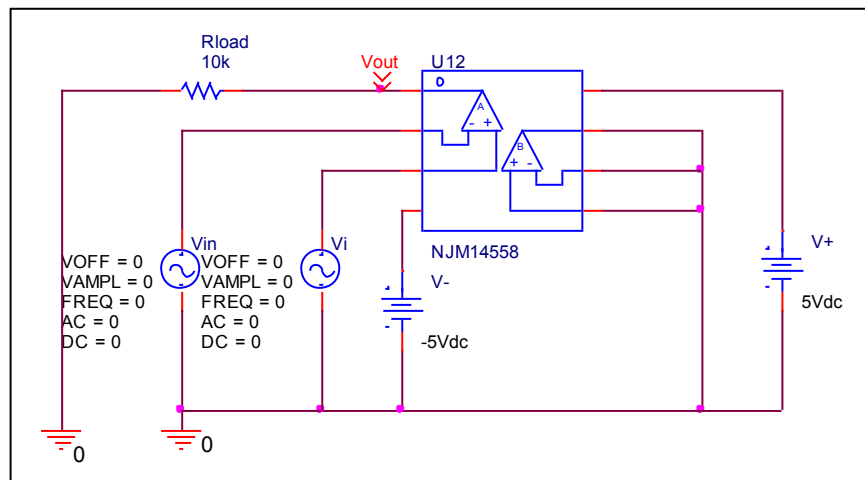 Rload
10k
Vout
U12
A
- +
B
+ -
NJM14558
Vin
VOFF = 0
VAMPL = 0
FREQ = 0
AC = 0
DC = 0
Vi
VOFF = 0
VAMPL = 0
FREQ = 0
AC = 0
DC = 0
V-
-5Vdc
V+
5Vdc
0
0